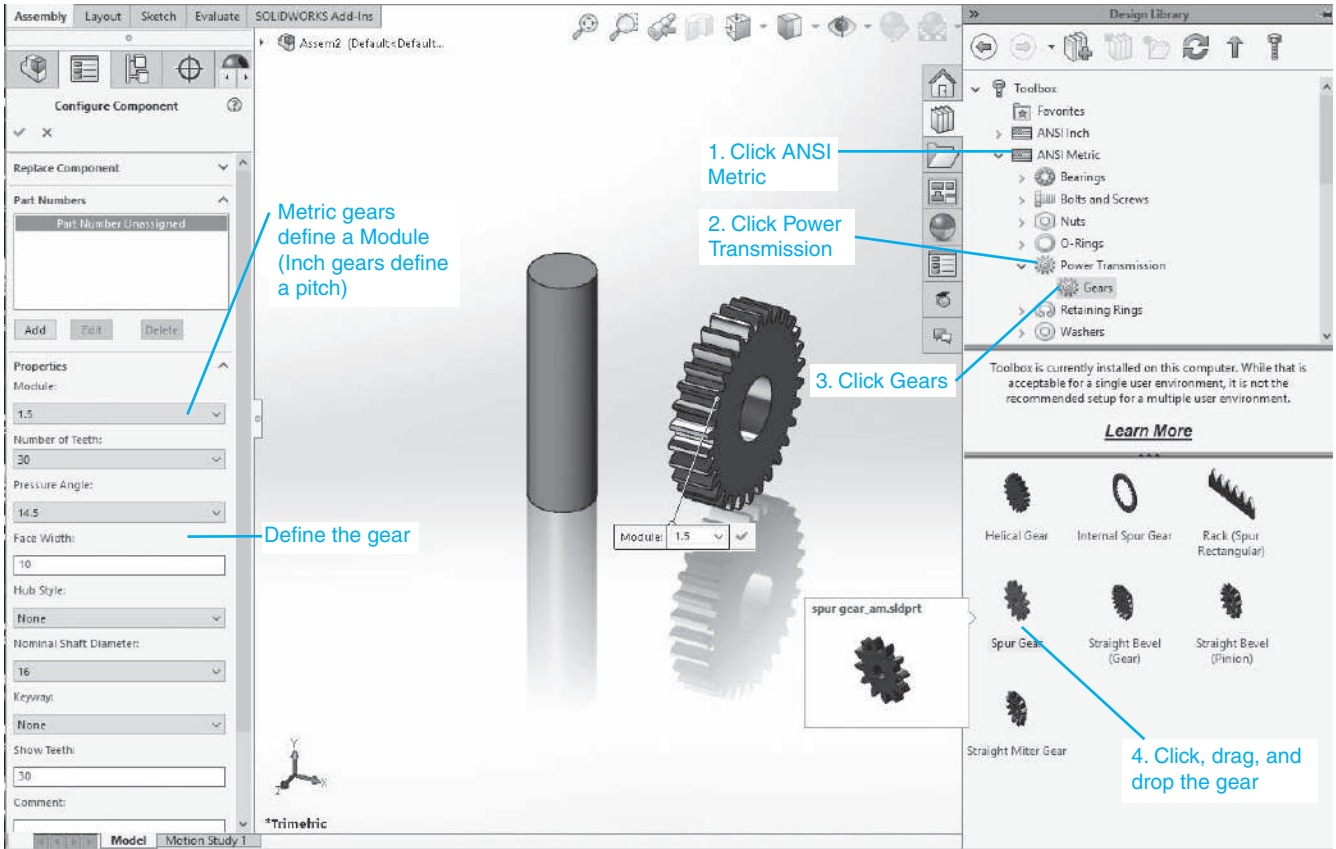 Assembly Layout Sketch Evaluate SOLIDWORKS Add-Ins
Assem2 (Default<Default...
Configure Component
Replace Component
Part Numbers
Part Number Unassigned
Add Edit Delete
Properties
Module:
1.5
Number of Teeth:
30
Pressure Angle:
14.5
Face Width:
10
Hub Style:
None
Nominal Shaft Diameter:
16
Keyway:
None
Show Teeth:
30
Comment:
Model Motion Study 1
Metric gears
define a Module
(Inch gears define
a pitch)
Define the gear
Module: 1.5
Y
X
Z
*Trimetric
1. Click ANSI
Metric
2. Click Power
Transmission
3. Click Gears
spur gear_am.sldprt
Design Library
Toolbox
Favorites
ANSI Inch
ANSI Metric
Bearings
Bolts and Screws
Nuts
O-Rings
Power Transmission
Gears
Retaining Rings
Washers
Toolbox is currently installed on this computer. While that is
acceptable for a single user environment, it is not the
recommended setup for a multiple user environment.
Learn More
Helical Gear Internal Spur Gear Rack (Spur
Rectangular)
Spur Gear Straight Bevel Straight Bevel
(Gear) (Pinion)
Straight Miter Gear
4. Click, drag, and
drop the gear